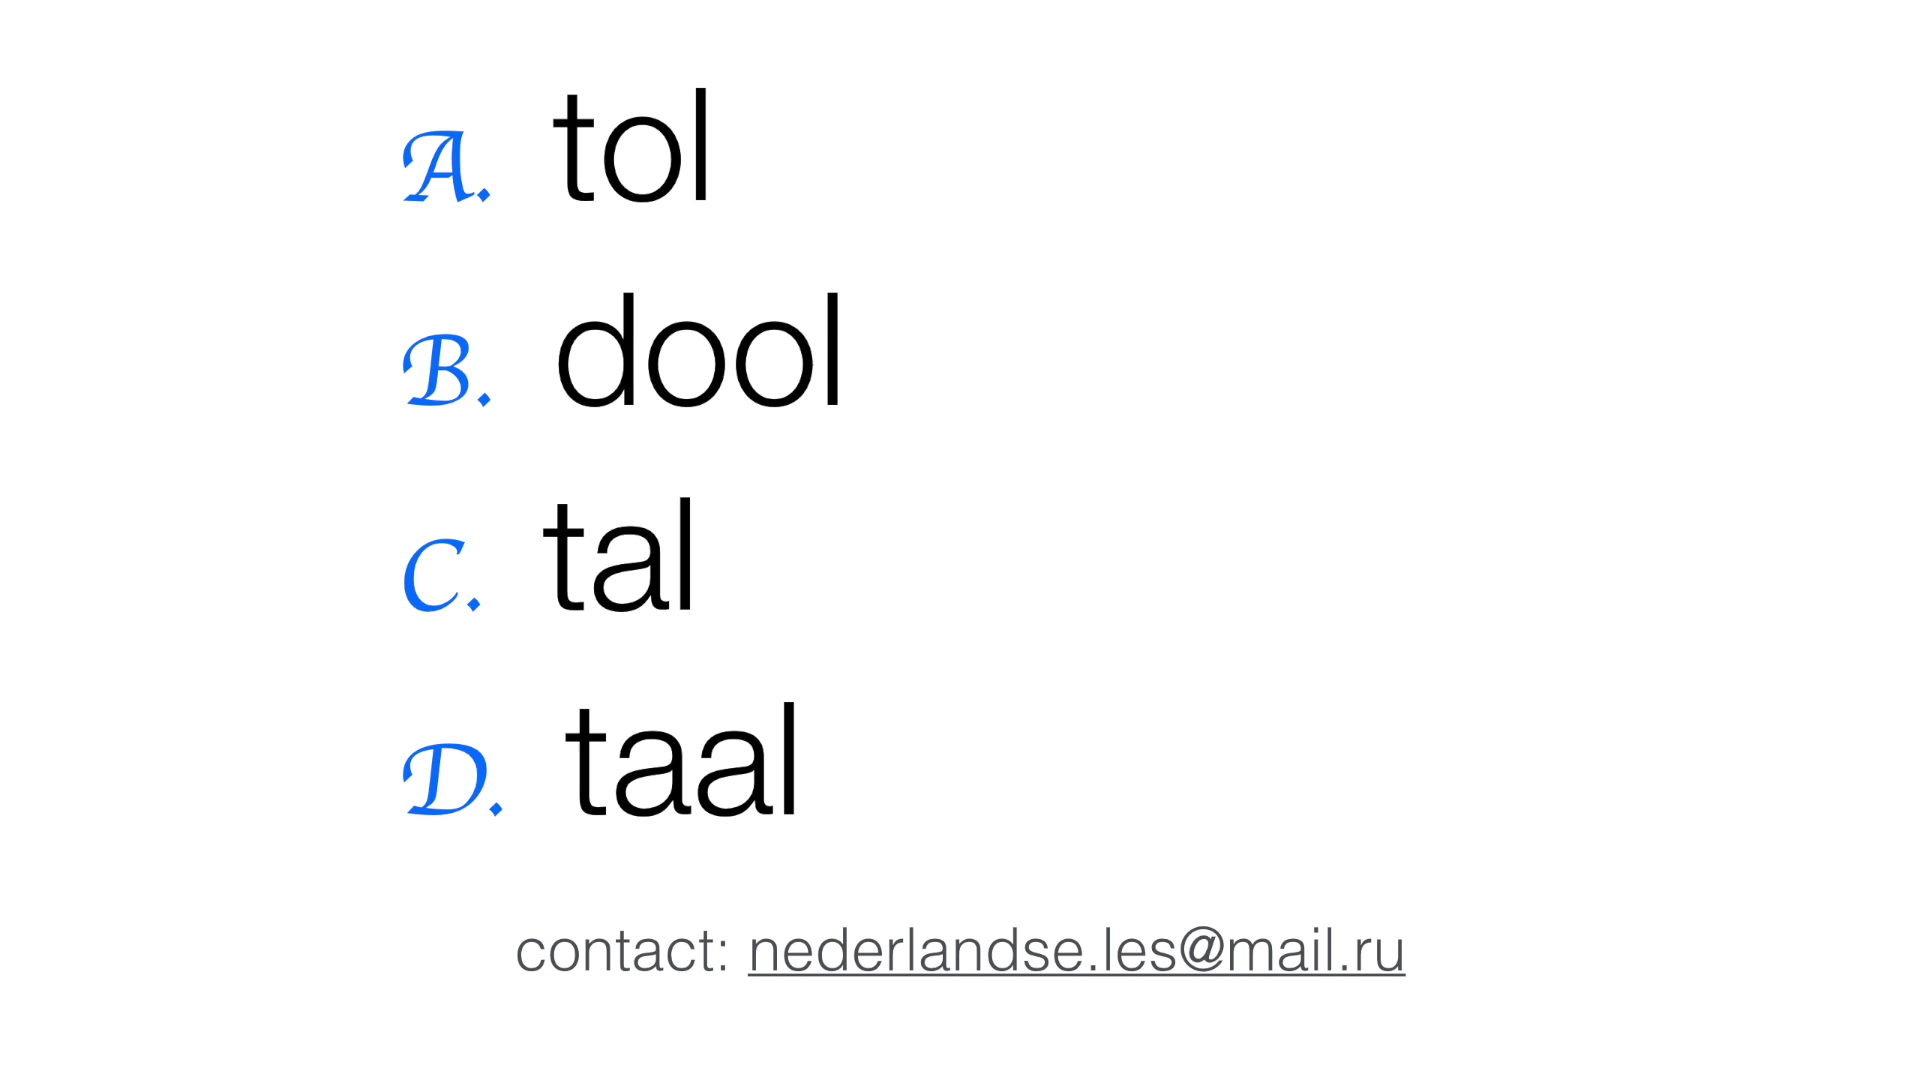 A. tol
B. dool
C. tal
D. taal
contact: nederlandse.les@mail.ru